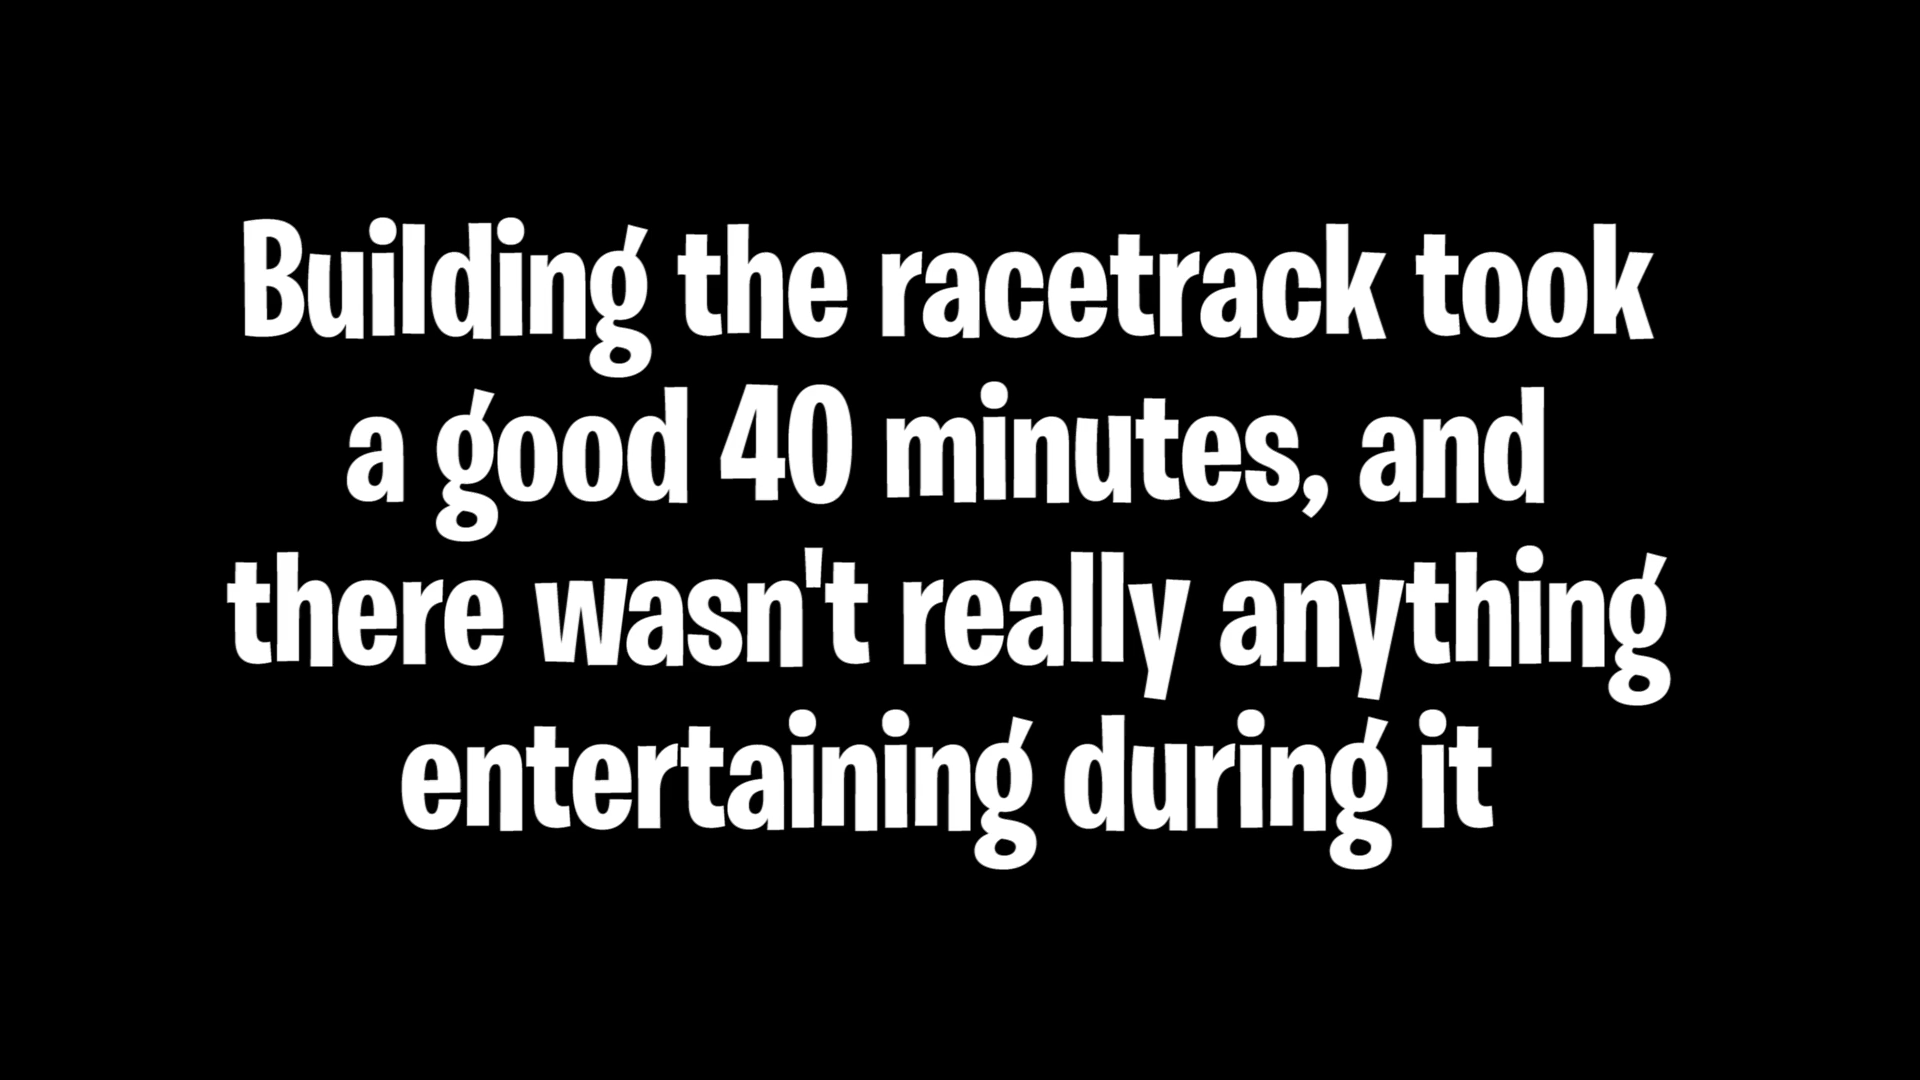 Building the racetrack took
a good 40 minutes, and
there wasn't really anything
entertaining during it